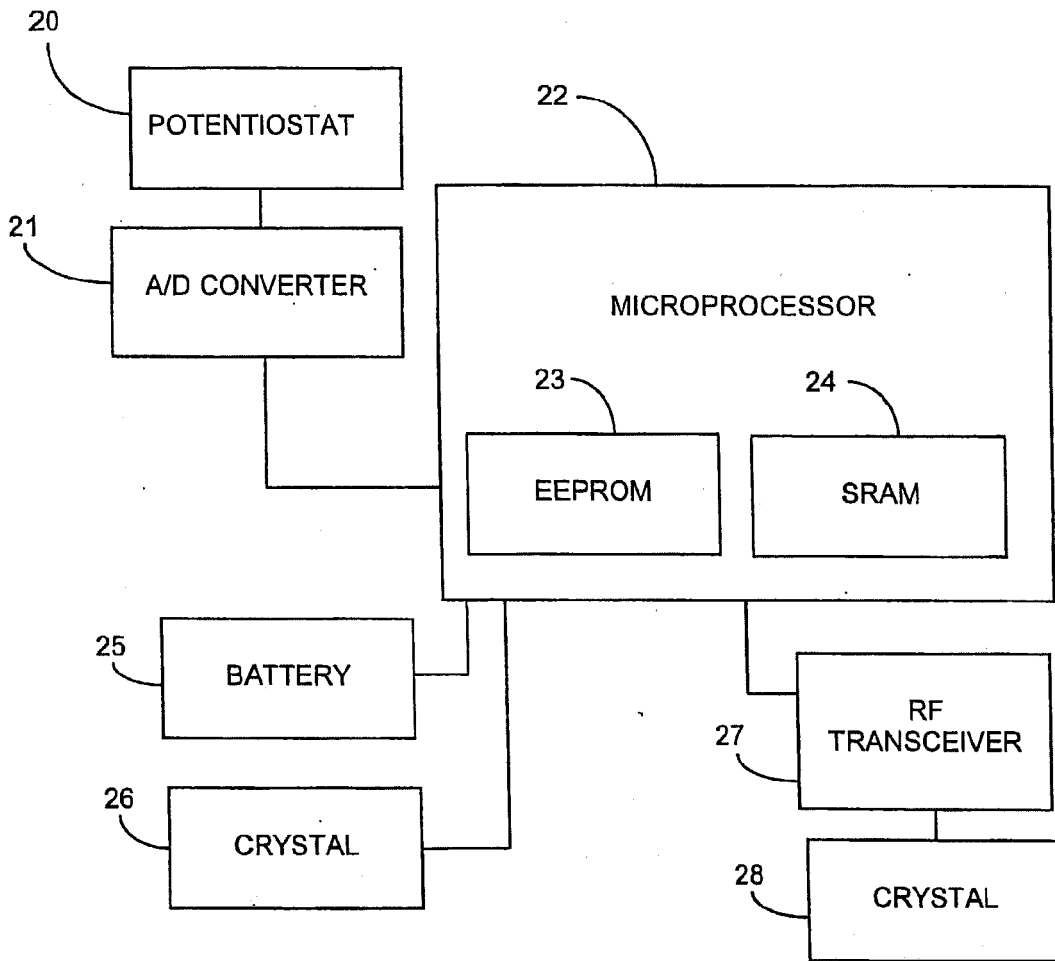 20
POTENTIOSTAT
22
21
A/D CONVERTER
MICROPROCESSOR
23
24
EEPROM
SRAM
25
BATTERY
RF
TRANSCEIVER
27
26
CRYSTAL
28
CRYSTAL